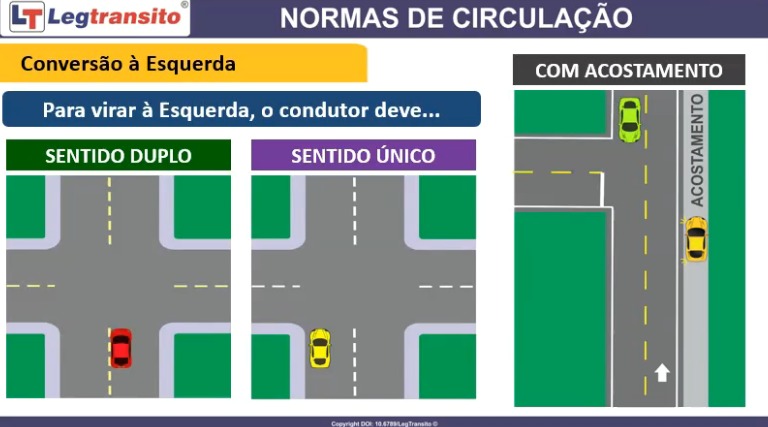 LT Legtransito®
NORMAS DE CIRCULAÇÃO
Conversão à Esquerda
Para virar à Esquerda, o condutor deve...
SENTIDO DUPLO
SENTIDO ÚNICO
COM ACOSTAMENTO
ACOSTAMENTO
Copyright DOI: 10.6789/LegTransito ©